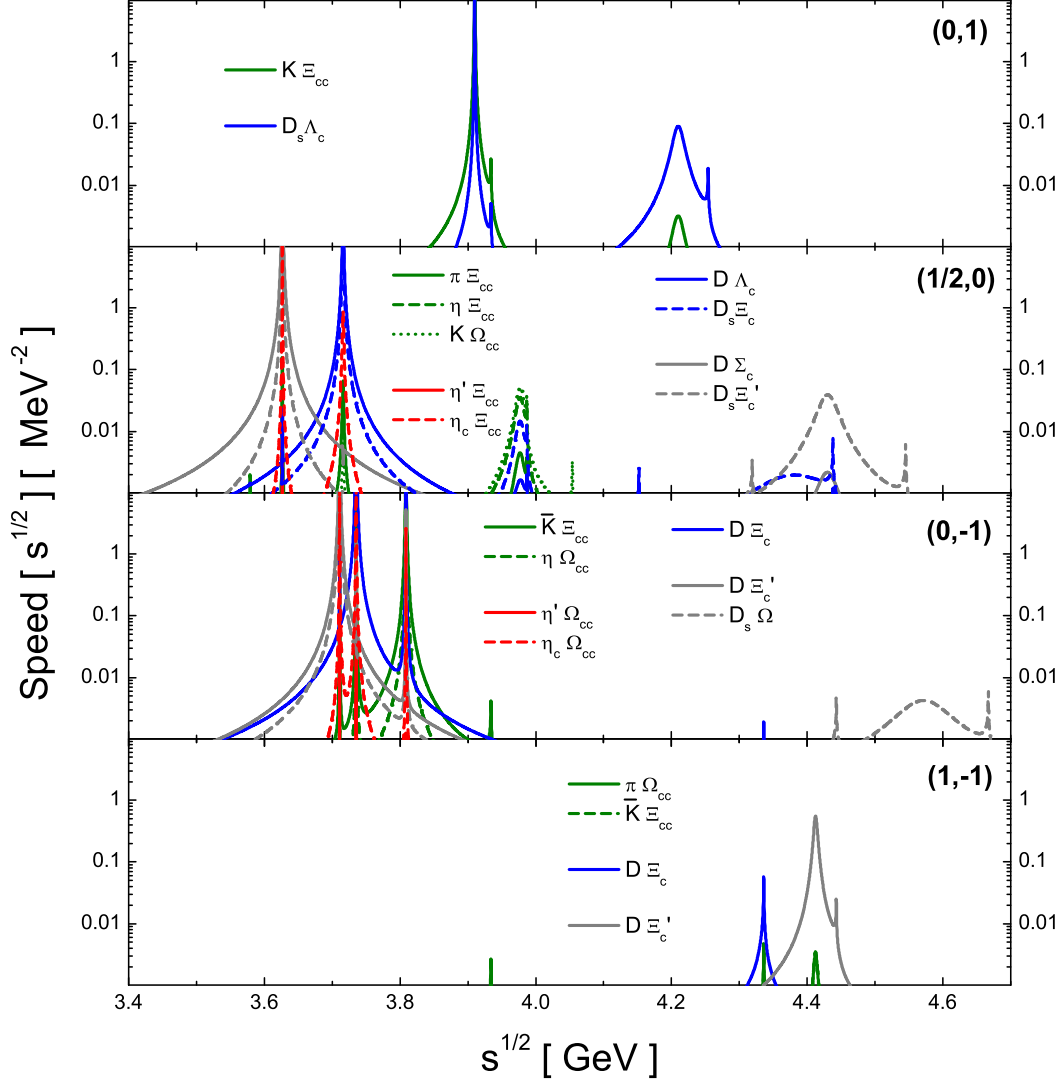 (0,1)
1
1
K Ξcc
0.1
0.1
DsΛc
0.01
0.01
(1/2,0)
π Ξcc
D Λc
1
1
η Ξcc
DsΞc
K Ωcc
0.1
0.1
D Σc
η' Ξcc
DsΞc'
ηc Ξcc
0.01
0.01
(0,-1)
K̅ Ξcc
D Ξc
1
1
η Ωcc
D Ξc'
η' Ωcc
Ds Ω
0.1
0.1
ηc Ωcc
0.01
0.01
(1,-1)
π Ωcc
1
1
K̅ Ξcc
D Ξc
0.1
0.1
D Ξc'
0.01
0.01
3.4 3.6 3.8 4.0 4.2 4.4 4.6
s^1/2 [ GeV ]
Speed [ s^1/2 ] [ MeV^-2 ]